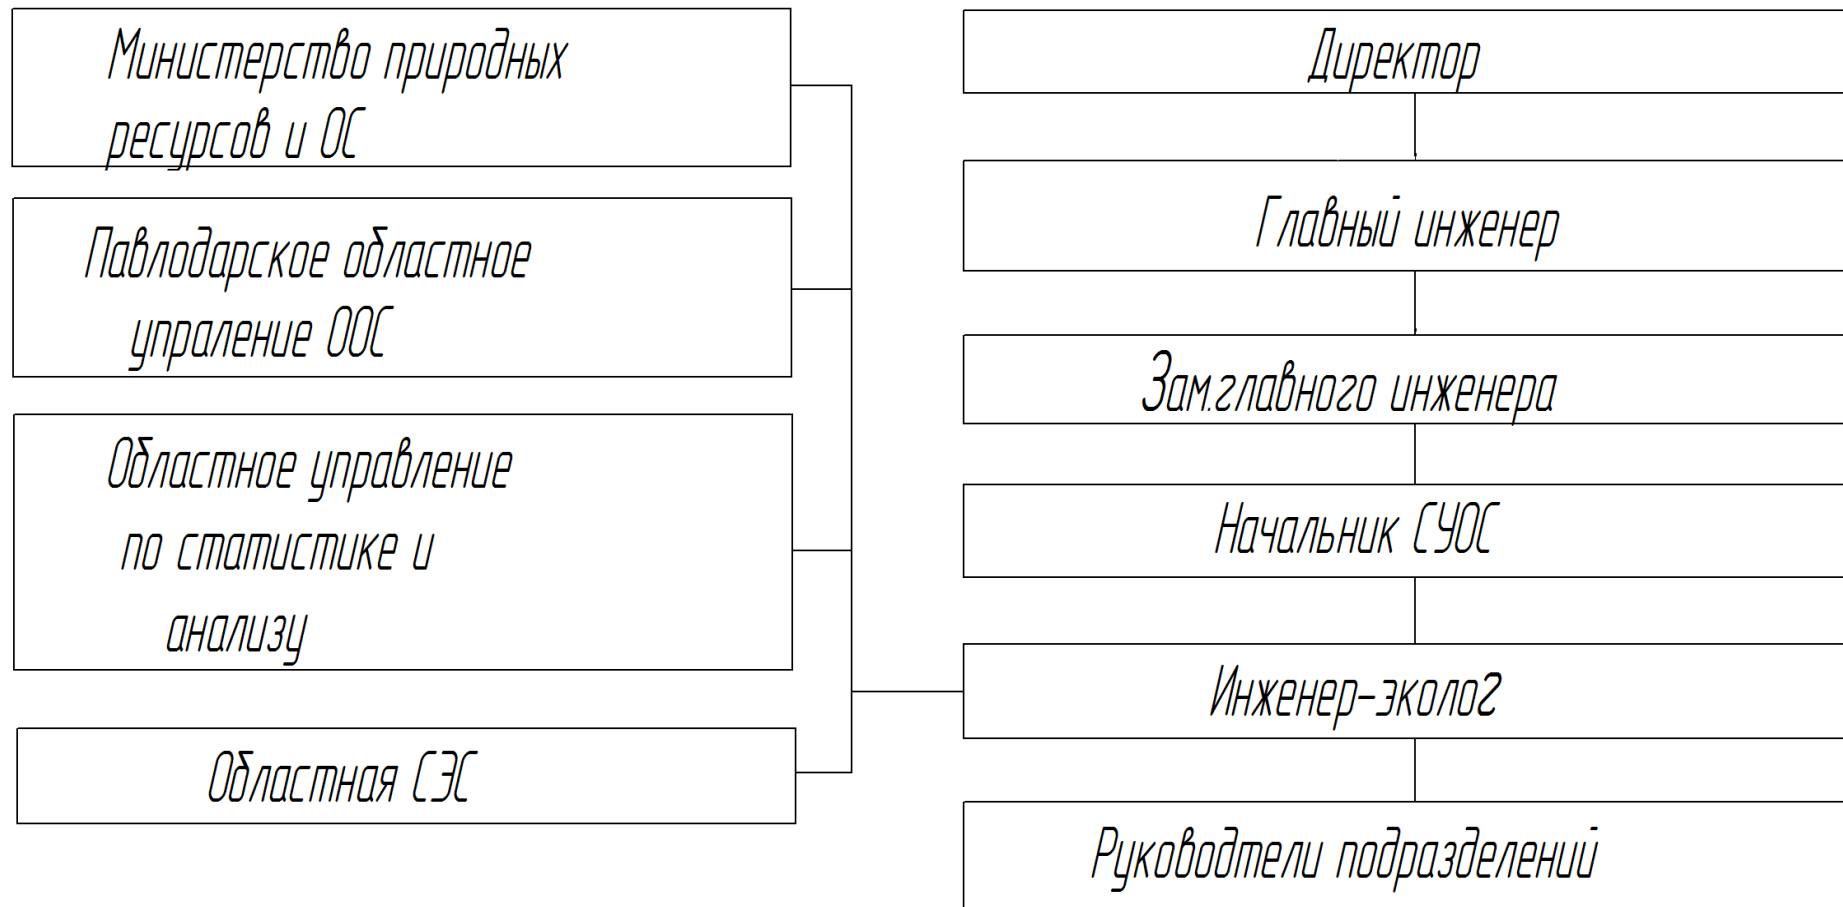 Министерство природных
ресурсов и ОС
Павлодарское областное
упраление ООС
Областное управление
по статистике и
анализу
Областная СЭС
Директор
Главный инженер
Зам.главного инженера
Начальник СУОС
Инженер-эколог
Руководтели подразделений